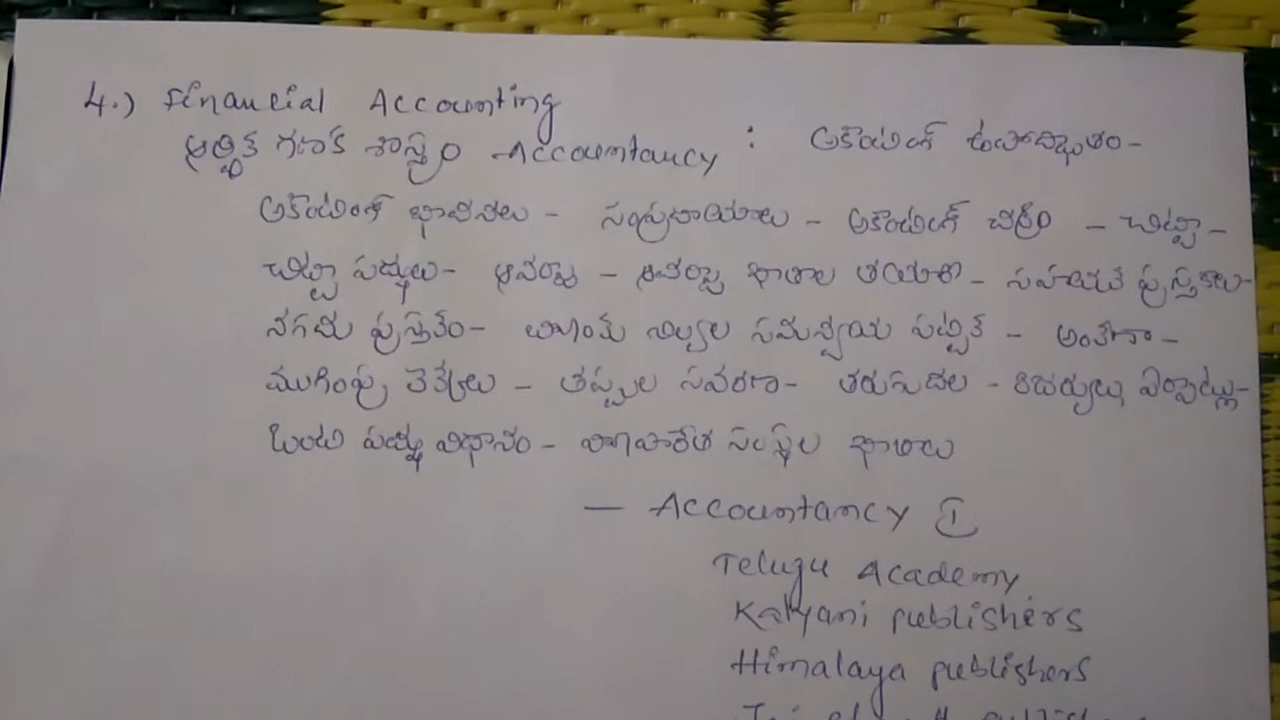 4.) Financial Accounting
ఆర్థిక గణక శాస్త్రం Accountancy : అకౌంటింగ్ ఉపోద్ఘాతం -
అకౌంటింగ్ భావనలు - సంప్రదాయాలు - అకౌంటింగ్ చక్రం - చిట్టా -
చిట్టా పద్దులు - ఆవర్జా - ఆవర్జా ఖాతాల తయారీ - సహాయక పుస్తకాలు -
నగదు పుస్తకం - బ్యాంకు నిల్వల సమన్వయ పట్టిక - అంకణా -
ముగింపు లెక్కలు - తప్పుల సవరణ - తరుగుదల - రిజర్వులు, ఏర్పాట్లు -
ఒంటి పద్దు విధానం - వ్యాపారేతర సంస్థల ఖాతాలు
— Accountancy I
Telugu Academy
Kalyani publishers
Himalaya publishers